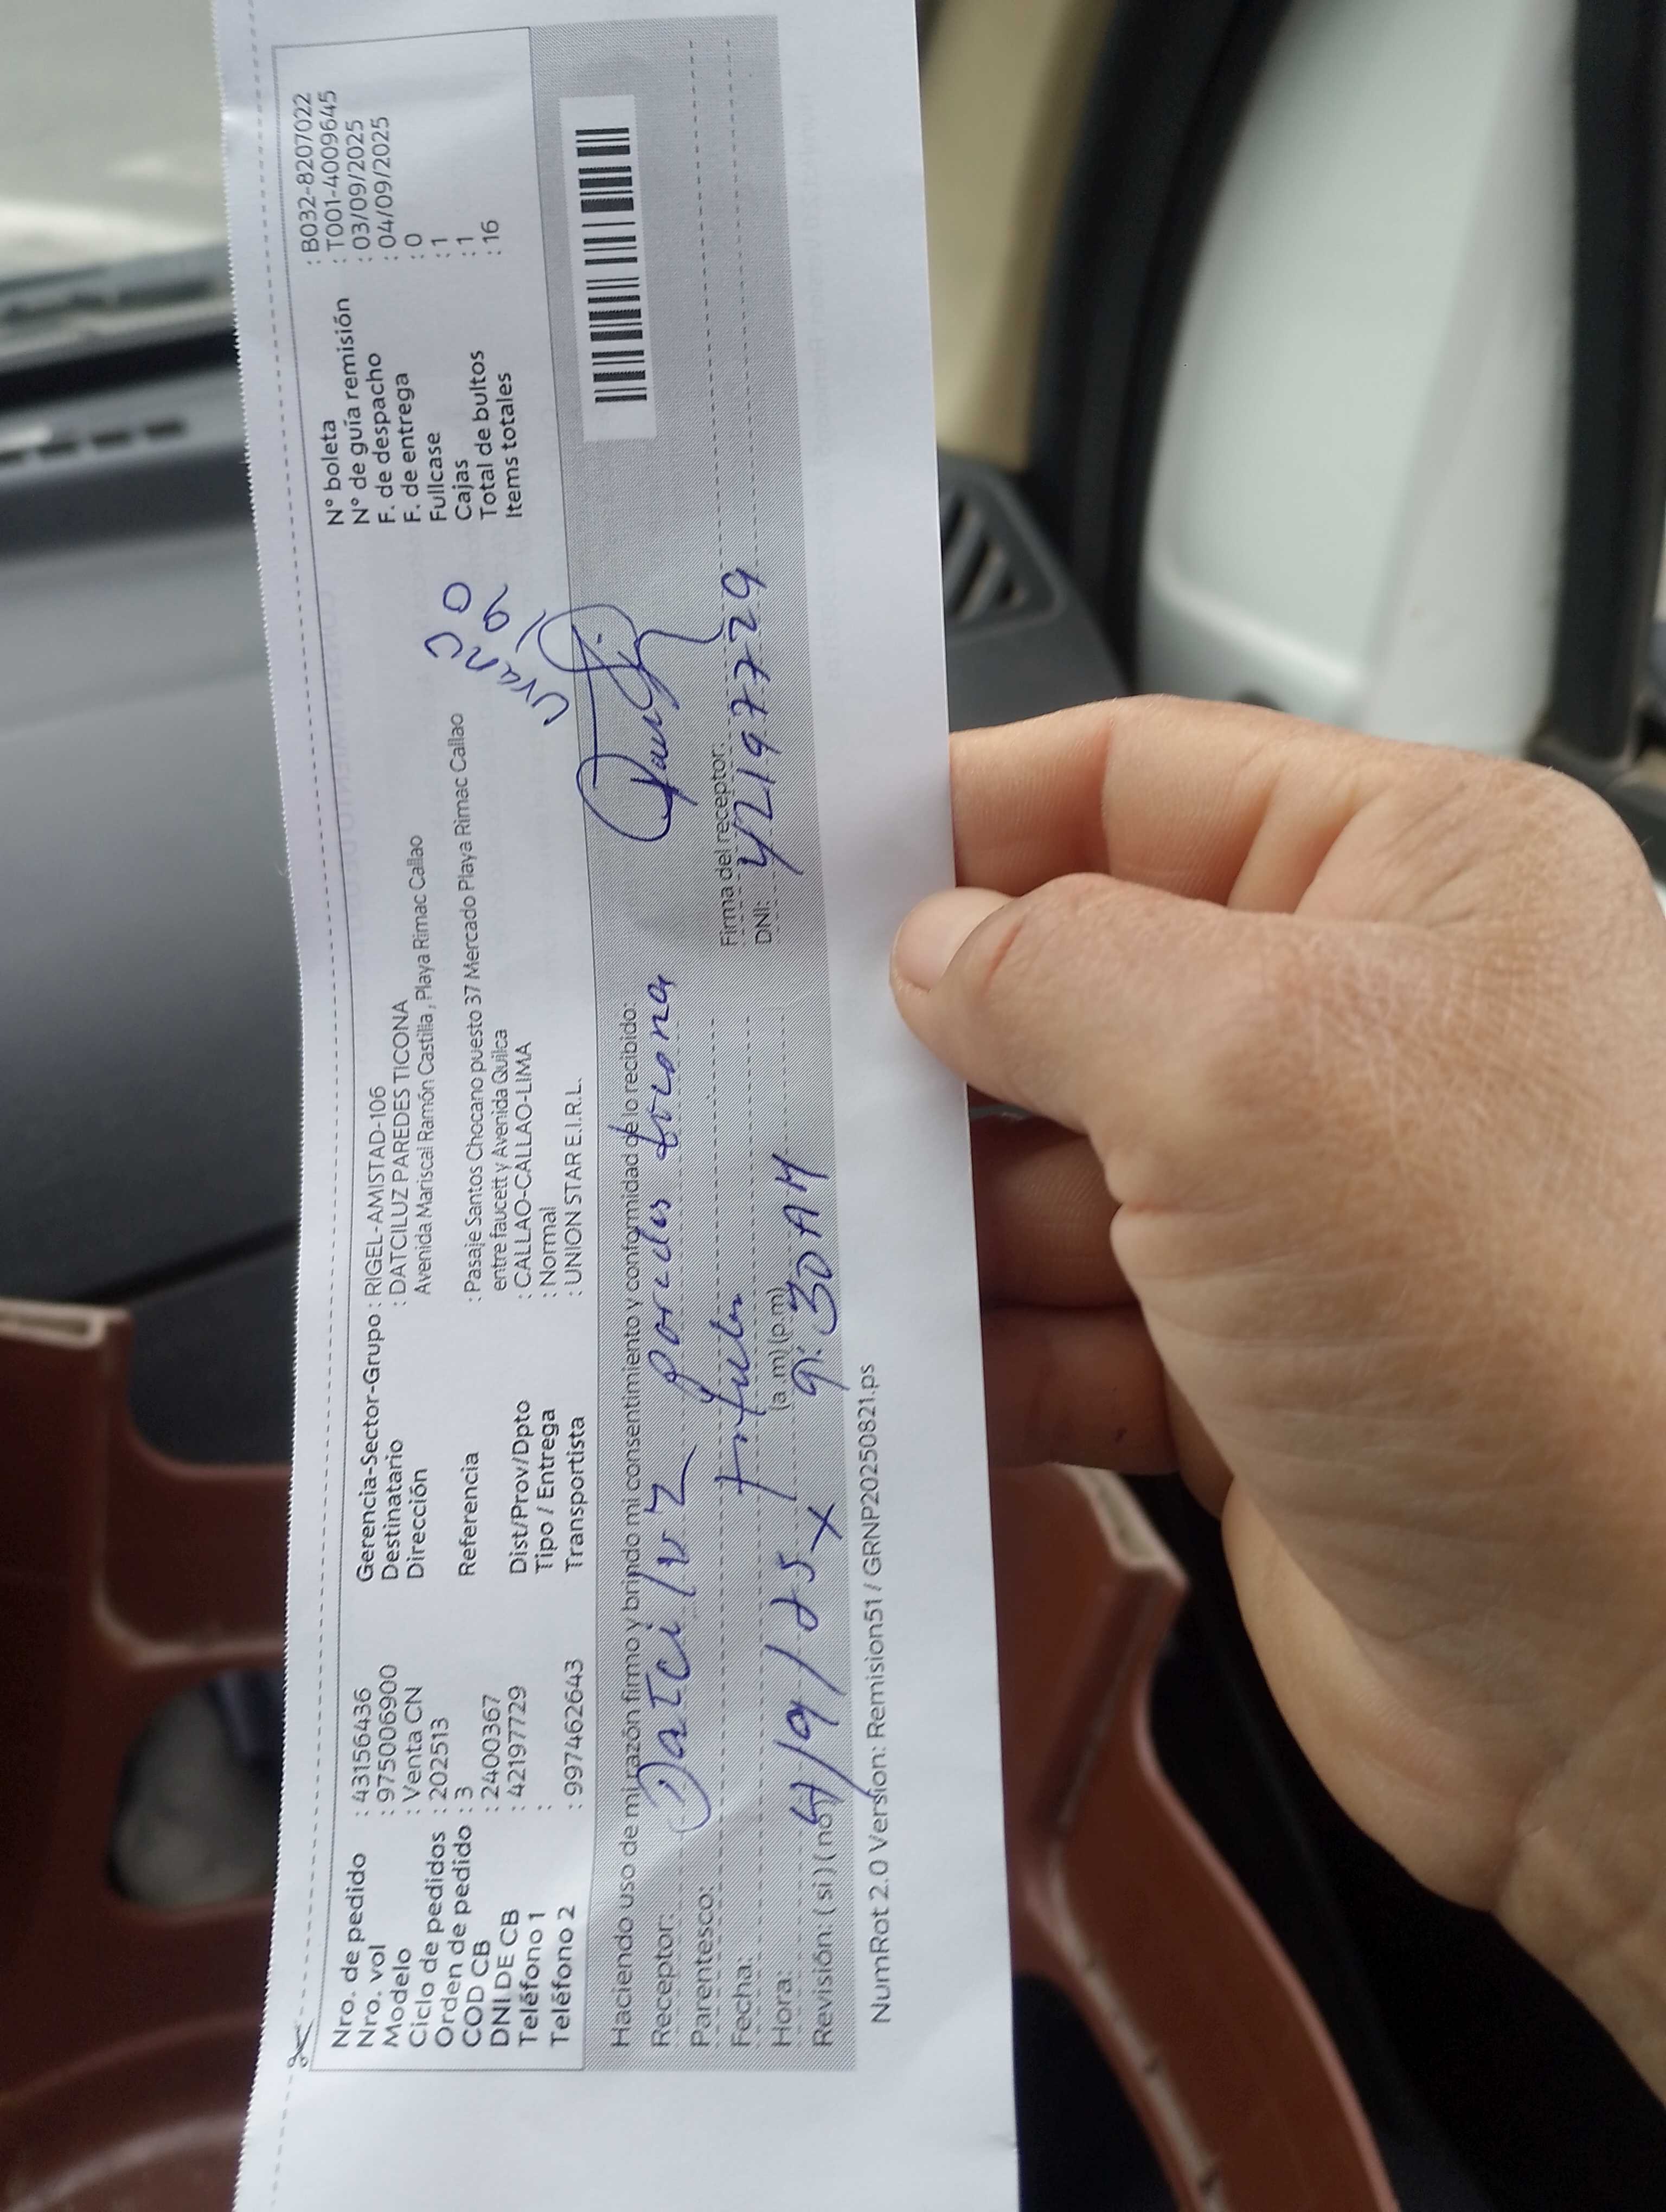 Nro. de pedido : 43156436
Nro. vol : 975006900
Modelo : Venta CN
Ciclo de pedidos : 202513
Orden de pedido : 3
COD CB : 2400367
DNI DE CB : 42197729
Teléfono 1 :
Teléfono 2 : 997462643
Gerencia-Sector-Grupo : RIGEL-AMISTAD-106
Destinatario : DATCILUZ PAREDES TICONA
Dirección Avenida Mariscal Ramón Castilla , Playa Rimac Callao
Referencia : Pasaje Santos Chocano puesto 37 Mercado Playa Rimac Callao
entre faucett y Avenida Quilca
Dist/Prov/Dpto : CALLAO-CALLAO-LIMA
Tipo / Entrega : Normal
Transportista : UNION STAR E.I.R.L.
N° boleta : B032-8207022
N° de guía remisión : T001-4009645
F. de despacho : 03/09/2025
F. de entrega : 04/09/2025
Fullcase : 0
Cajas : 1
Total de bultos : 1
Items totales : 16
Haciendo uso de mi razón firmo y brindo mi consentimiento y conformidad de lo recibido:
Receptor: Datciluz Paredes ticona
Parentesco:
Fecha:
Hora: (a.m) (p.m)
Revisión: ( si ) ( no )
4/9/25 9:30 AM
Firma del receptor:
DNI: 42197729
NumRot 2.0 Version: Remision51 / GRNP20250821.ps